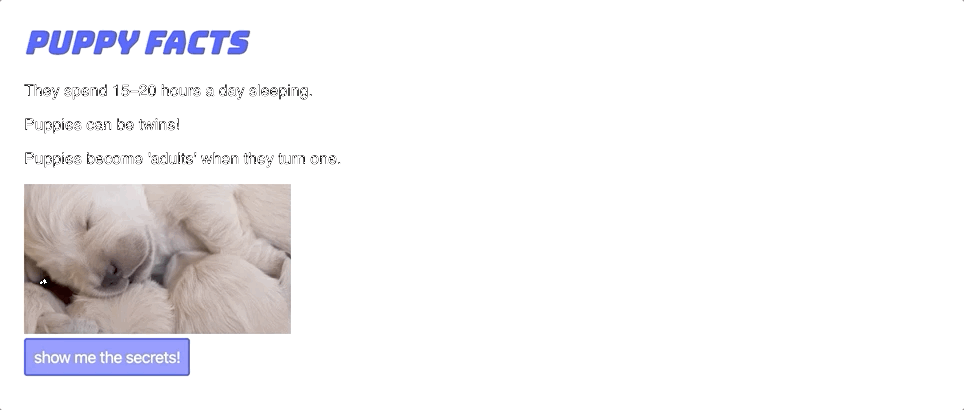 PUPPY FACTS
They spend 15–20 hours a day sleeping.
Puppies can be twins!
Puppies become 'adults' when they turn one.
show me the secrets!